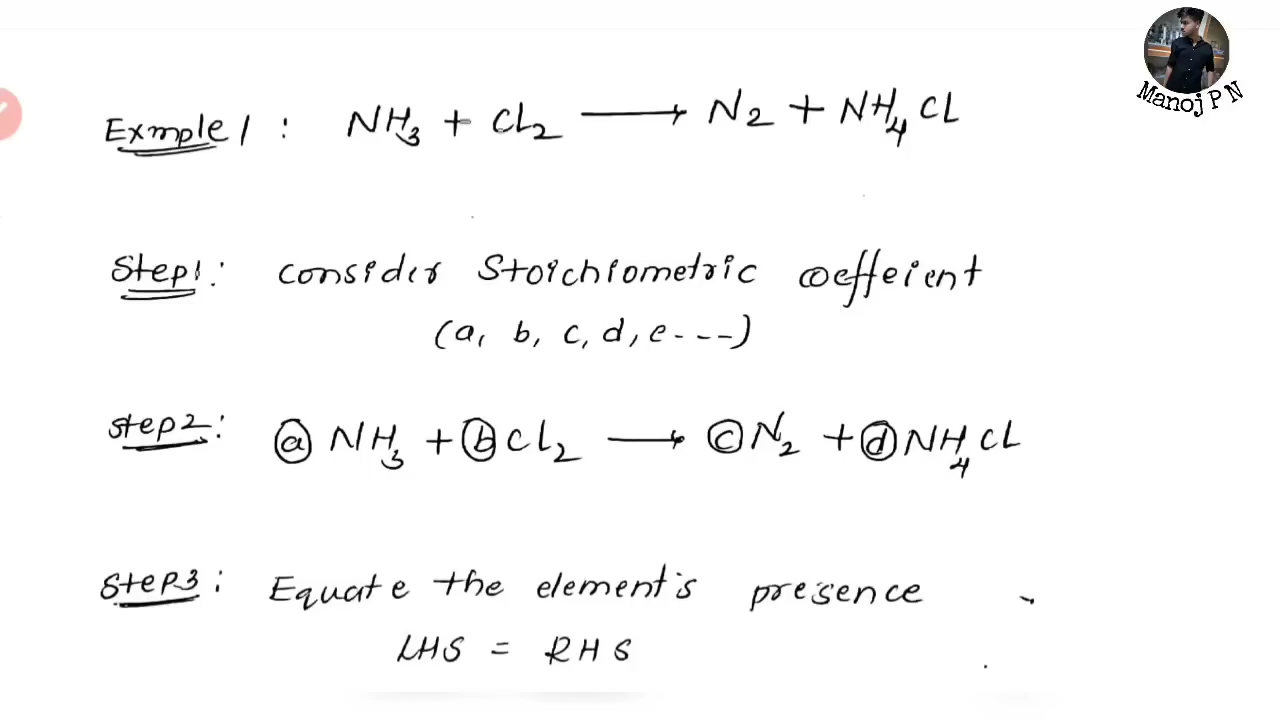 Manoj P N
Exmple 1 : NH₃ + CL₂ ⟶ N₂ + NH₄CL
Step1: consider Stoichiometric coeffeient
(a, b, c, d, e----)
step2: ⓐ NH₃ + ⓑ CL₂ ⟶ ⓒ N₂ + ⓓ NH₄CL
Step3: Equate the element's presence
LHS = RHS